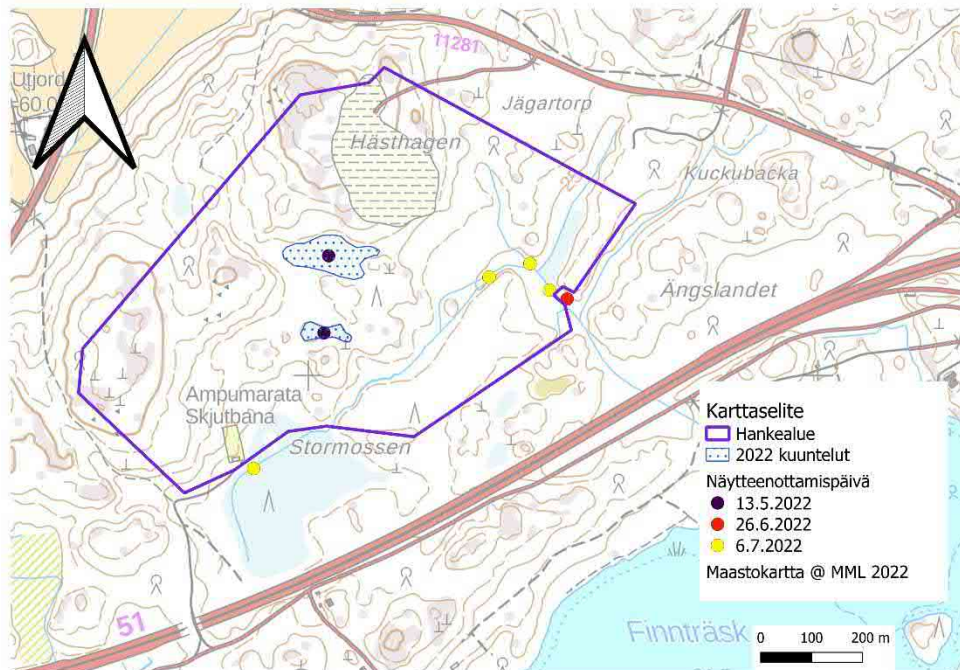 11281
Utjord
60.0
Jägartorp
Hästhagen
Kuckubacka
Ängslandet
Ampumarata
Skjutbana
Stormossen
Karttaselite
Hankealue
2022 kuuntelut
Näytteenottamispäivä
13.5.2022
26.6.2022
6.7.2022
Maastokartta @ MML 2022
51
Finnträsk
0 100 200 m